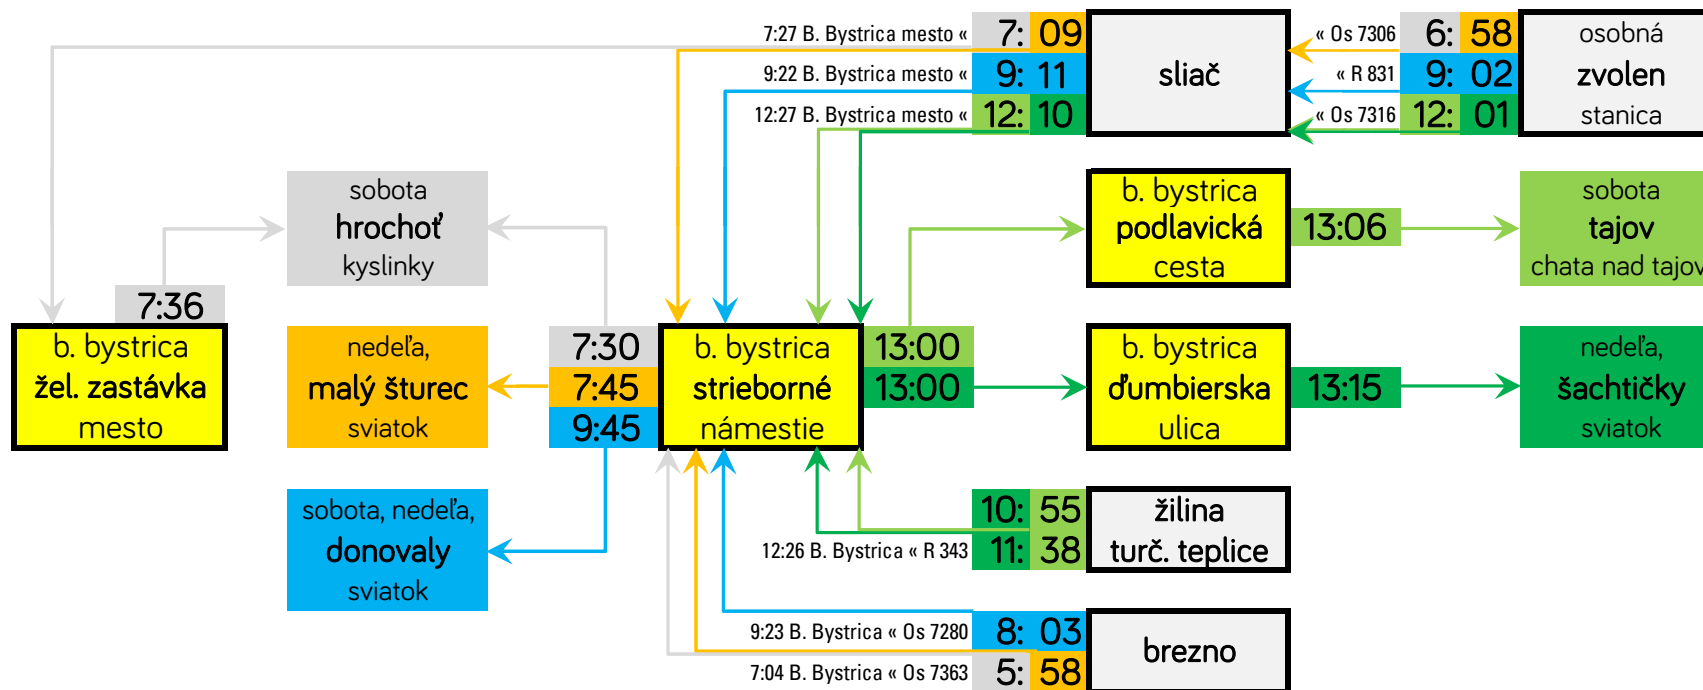 7:27 B. Bystrica mesto « 7: 09
9:22 B. Bystrica mesto « 9: 11
12:27 B. Bystrica mesto « 12: 10
sliač
« Os 7306 6: 58
« R 831 9: 02
« Os 7316 12: 01
osobná
zvolen
stanica
sobota
hrochoť
kyslinky
b. bystrica
podlavická
cesta
13:06
sobota
tajov
chata nad tajov
7:36
b. bystrica
žel. zastávka
mesto
nedeľa,
malý šturec
sviatok
7:30
7:45
9:45
b. bystrica
strieborné
námestie
13:00
13:00
b. bystrica
ďumbierska
ulica
13:15
nedeľa,
šachtičky
sviatok
sobota, nedeľa,
donovaly
sviatok
10: 55
11: 38
12:26 B. Bystrica « R 343
žilina
turč. teplice
9:23 B. Bystrica « Os 7280 8: 03
7:04 B. Bystrica « Os 7363 5: 58
brezno